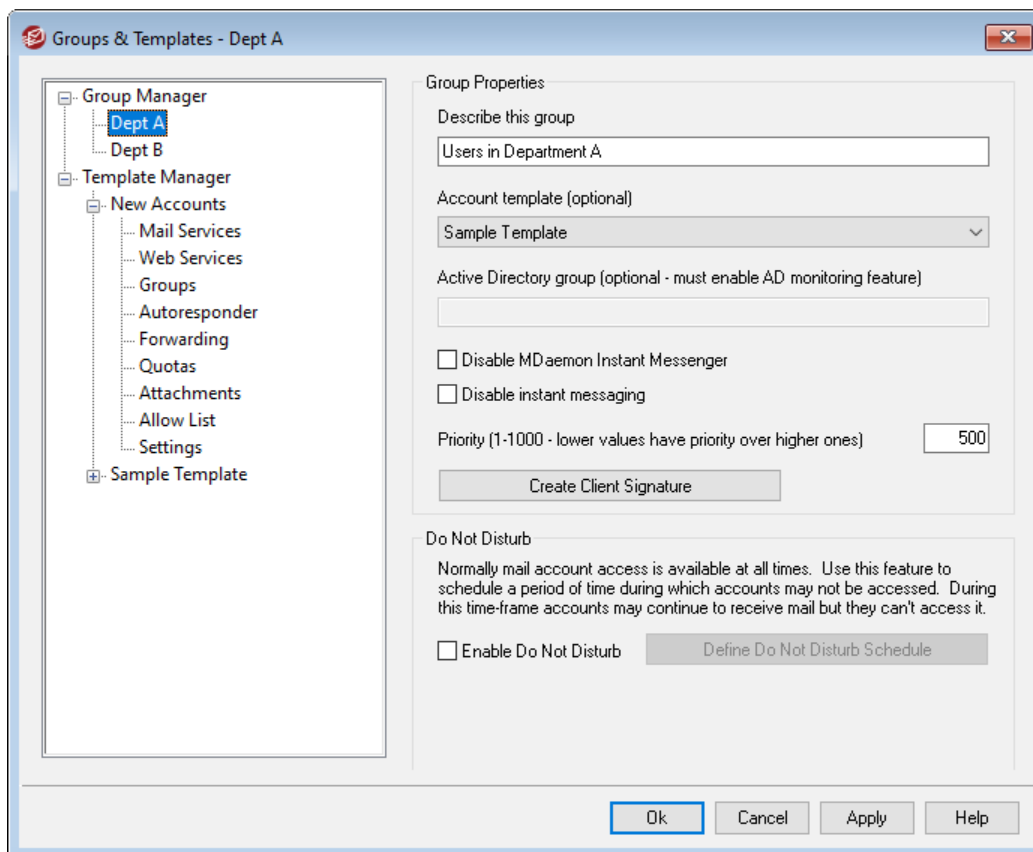 Groups & Templates - Dept A
Group Manager
Dept A
Dept B
Template Manager
New Accounts
Mail Services
Web Services
Groups
Autoresponder
Forwarding
Quotas
Attachments
Allow List
Settings
Sample Template
Group Properties
Describe this group
Users in Department A
Account template (optional)
Sample Template
Active Directory group (optional - must enable AD monitoring feature)
Disable MDaemon Instant Messenger
Disable instant messaging
Priority (1-1000 - lower values have priority over higher ones)
500
Create Client Signature
Do Not Disturb
Normally mail account access is available at all times.  Use this feature to
schedule a period of time during which accounts may not be accessed.  During
this time-frame accounts may continue to receive mail but they can't access it.
Enable Do Not Disturb
Define Do Not Disturb Schedule
Ok
Cancel
Apply
Help